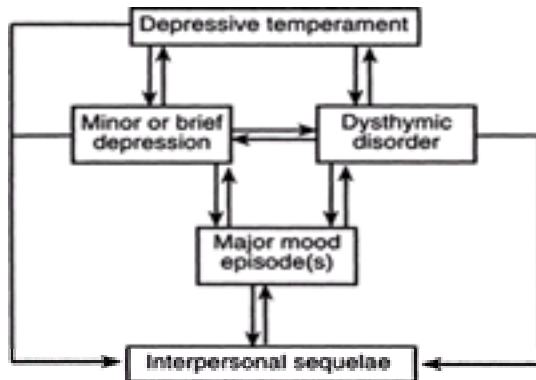 Depressive temperament
Minor or brief
depression
Dysthymic
disorder
Major mood
episode(s)
Interpersonal sequelae